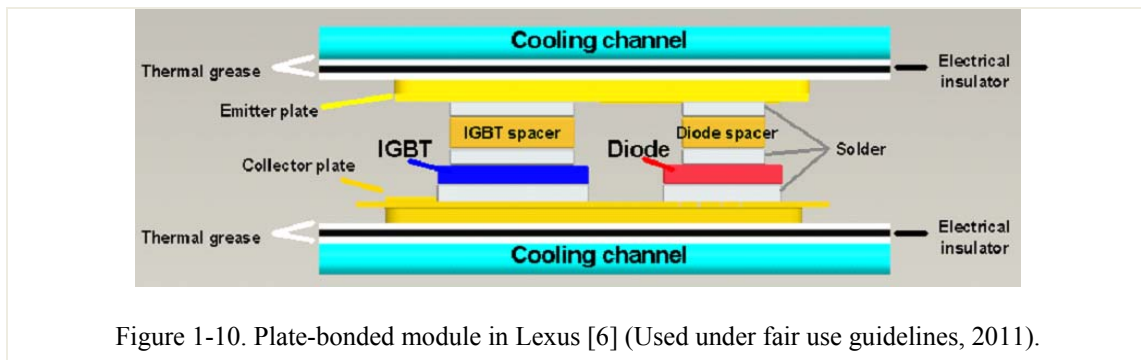 Cooling channel
Thermal grease
Electrical
insulator
Emitter plate
IGBT spacer
Diode spacer
IGBT
Diode
Solder
Collector plate
Thermal grease
Electrical
insulator
Cooling channel
Figure 1-10. Plate-bonded module in Lexus [6] (Used under fair use guidelines, 2011).